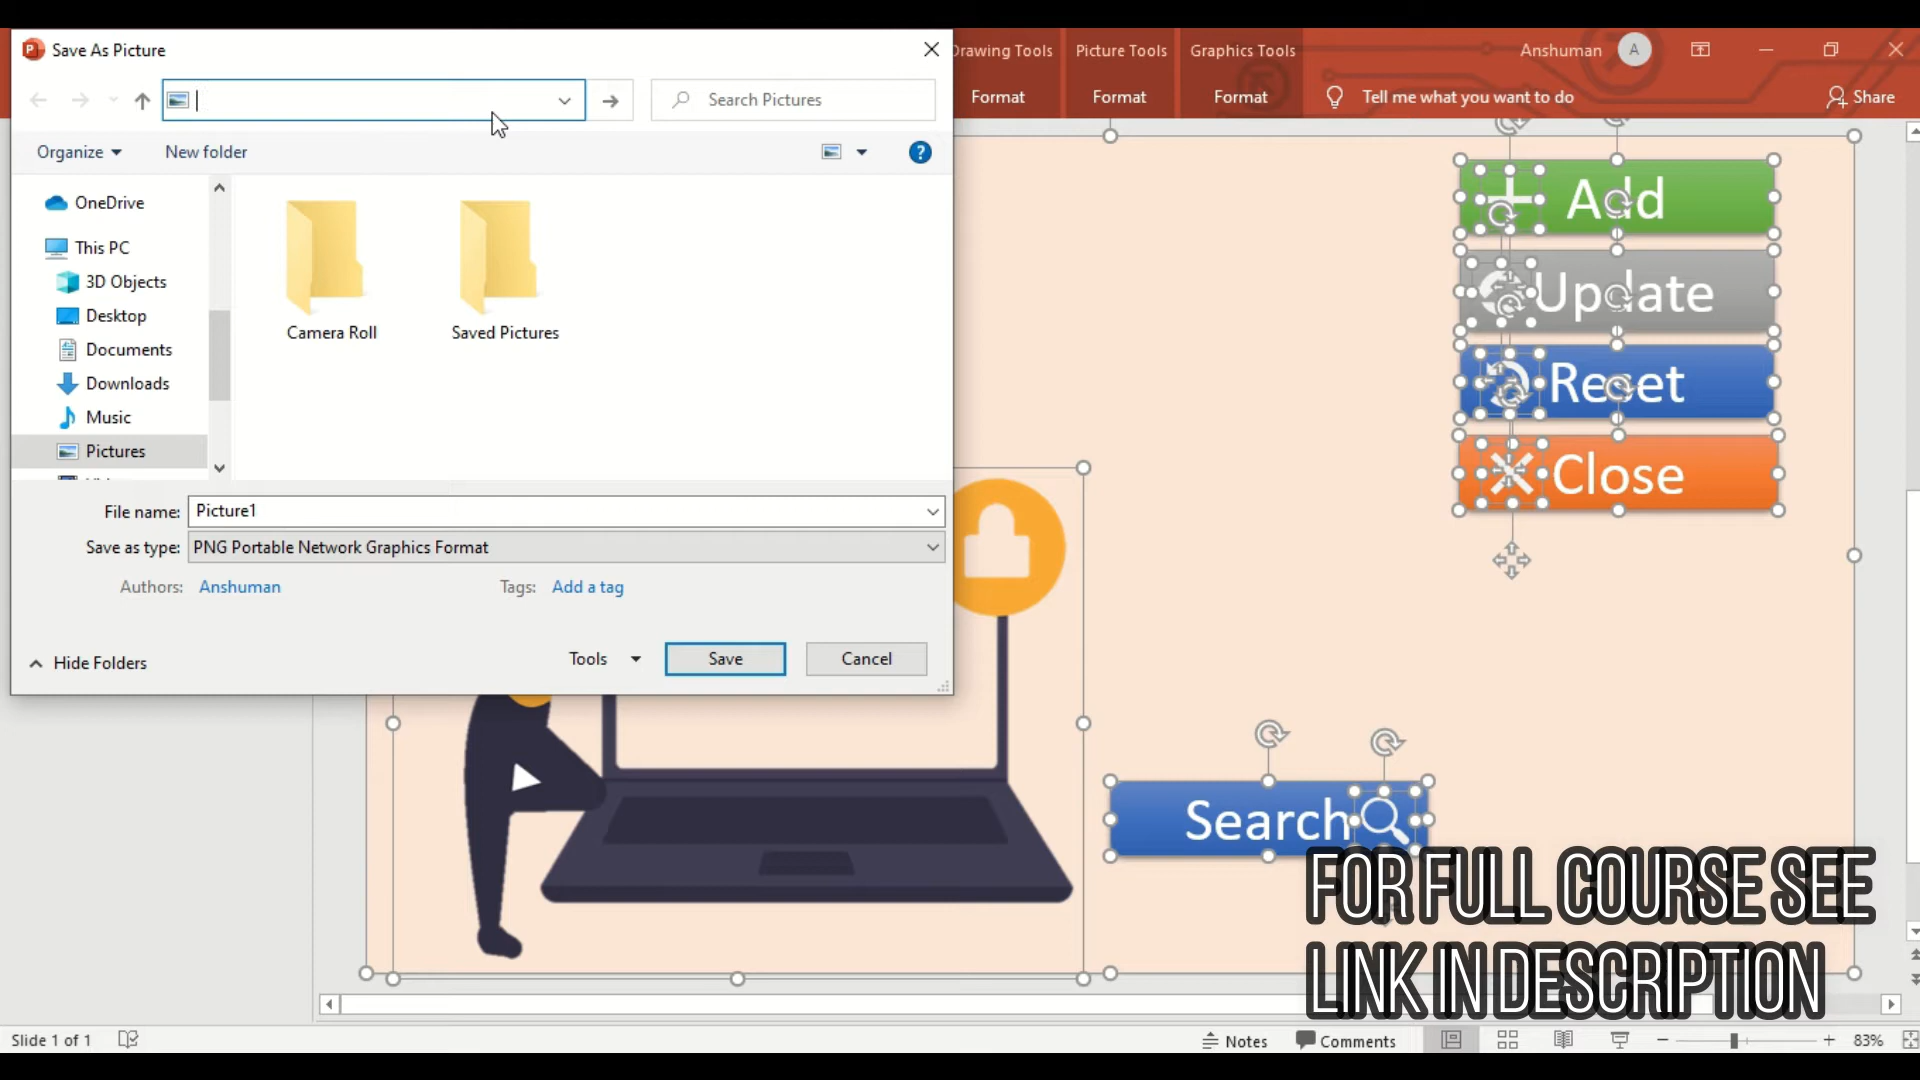 Save As Picture
Search Pictures
Organize
New folder
OneDrive
This PC
3D Objects
Desktop
Documents
Downloads
Music
Pictures
Camera Roll
Saved Pictures
File name: Picture1
Save as type: PNG Portable Network Graphics Format
Authors: Anshuman
Tags: Add a tag
Hide Folders
Tools
Save
Cancel
Drawing Tools
Picture Tools
Graphics Tools
Anshuman
A
Format
Format
Format
Tell me what you want to do
Share
Add
Update
Reset
Close
Search
FOR FULL COURSE SEE
LINK IN DESCRIPTION
Slide 1 of 1
Notes
Comments
83%